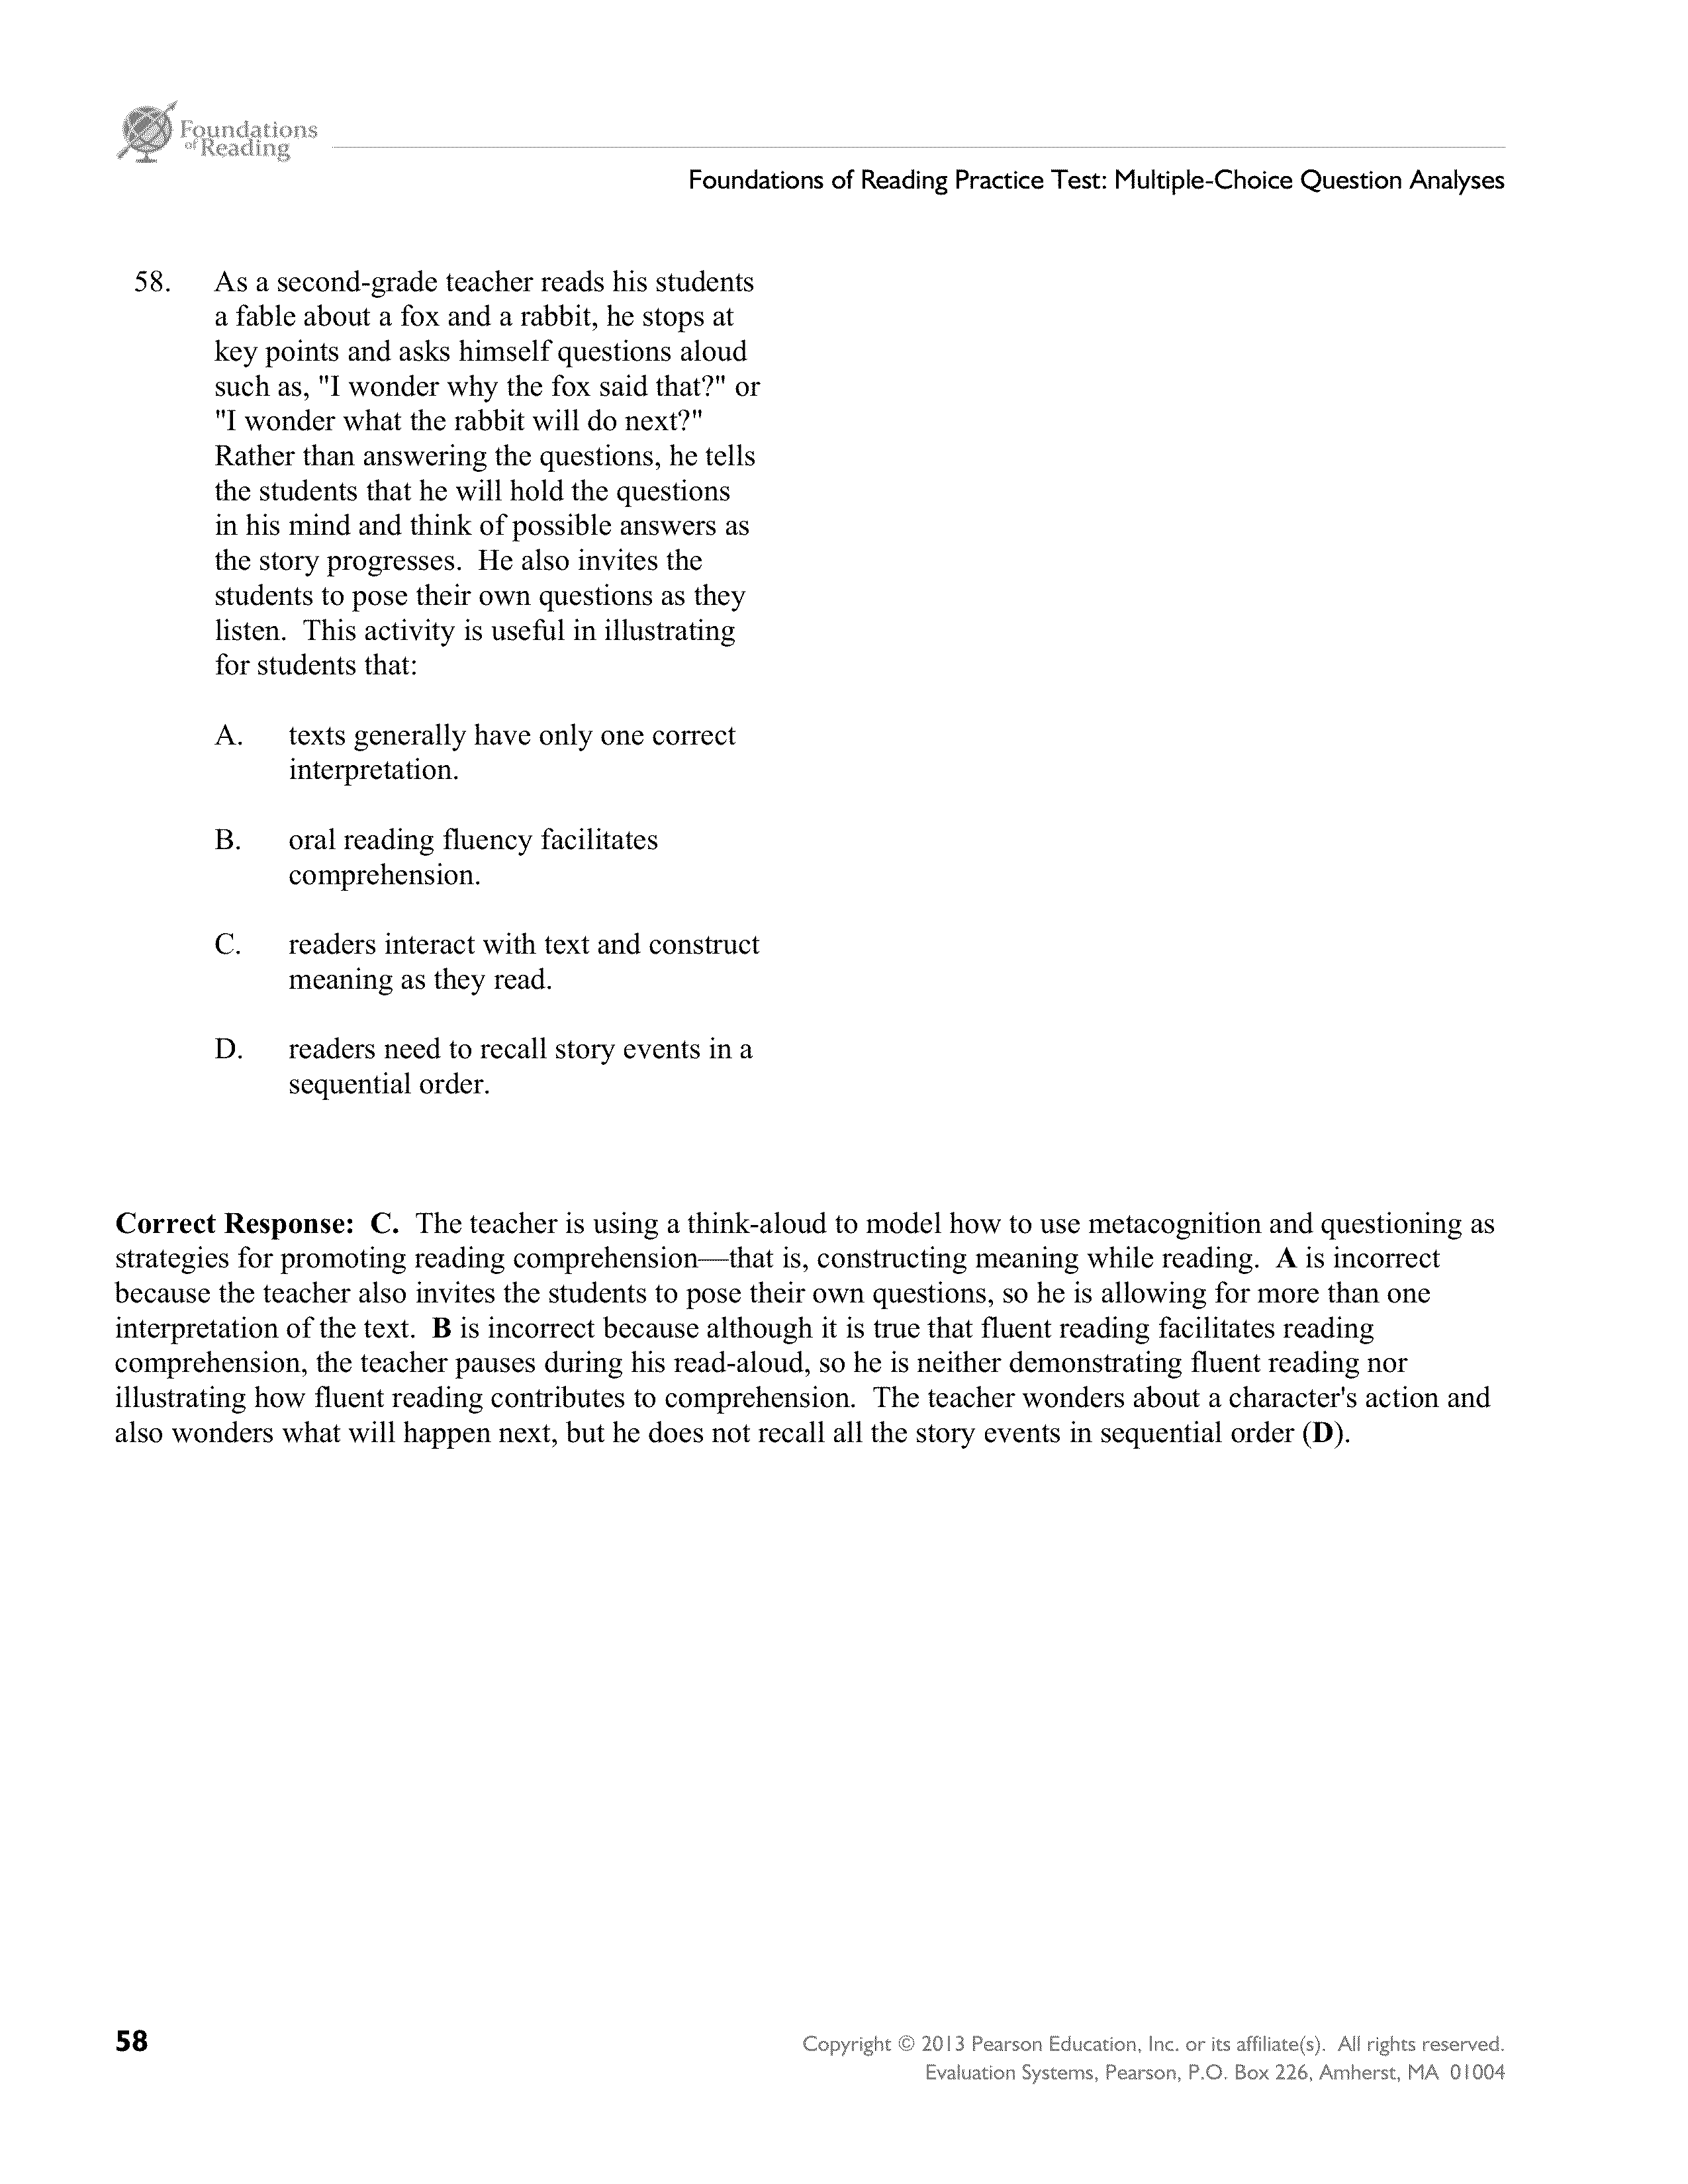 Foundations
of Reading
Foundations of Reading Practice Test: Multiple-Choice Question Analyses
58. As a second-grade teacher reads his students
a fable about a fox and a rabbit, he stops at
key points and asks himself questions aloud
such as, "I wonder why the fox said that?" or
"I wonder what the rabbit will do next?"
Rather than answering the questions, he tells
the students that he will hold the questions
in his mind and think of possible answers as
the story progresses.  He also invites the
students to pose their own questions as they
listen.  This activity is useful in illustrating
for students that:
A. texts generally have only one correct
interpretation.
B. oral reading fluency facilitates
comprehension.
C. readers interact with text and construct
meaning as they read.
D. readers need to recall story events in a
sequential order.
Correct Response:  C.  The teacher is using a think-aloud to model how to use metacognition and questioning as
strategies for promoting reading comprehension—that is, constructing meaning while reading.  A is incorrect
because the teacher also invites the students to pose their own questions, so he is allowing for more than one
interpretation of the text.  B is incorrect because although it is true that fluent reading facilitates reading
comprehension, the teacher pauses during his read-aloud, so he is neither demonstrating fluent reading nor
illustrating how fluent reading contributes to comprehension.  The teacher wonders about a character's action and
also wonders what will happen next, but he does not recall all the story events in sequential order (D).
58
Copyright © 2013 Pearson Education, Inc. or its affiliate(s).  All rights reserved.
Evaluation Systems, Pearson, P.O. Box 226, Amherst, MA  01004